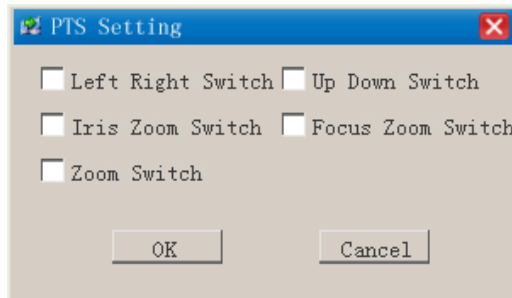 PTS Setting
Left Right Switch Up Down Switch
Iris Zoom Switch Focus Zoom Switch
Zoom Switch
OK Cancel